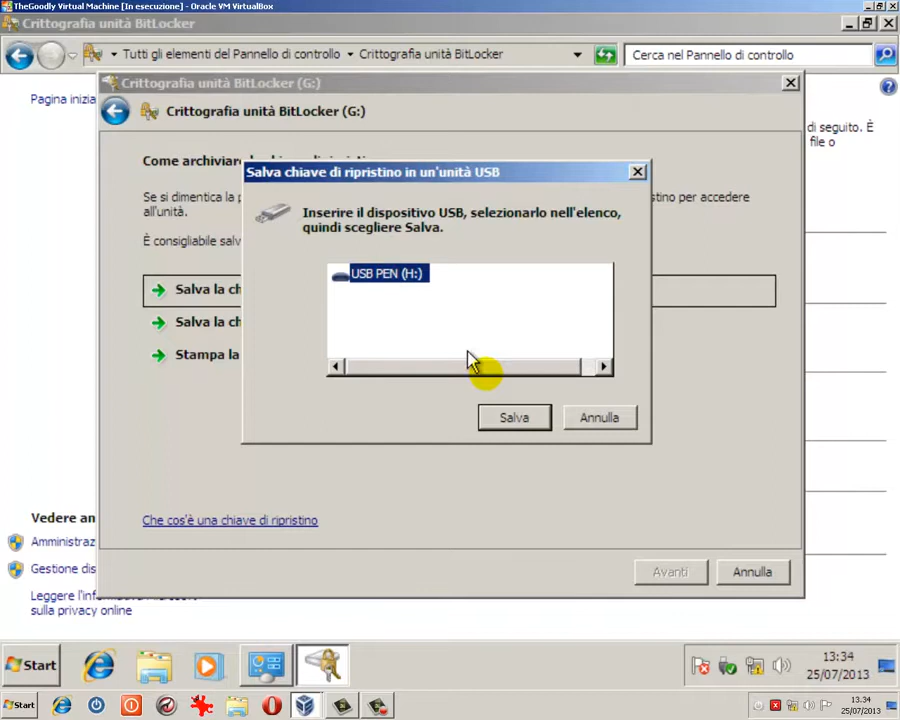 TheGoodly Virtual Machine [In esecuzione] - Oracle VM VirtualBox
Crittografia unità BitLocker
Tutti gli elementi del Pannello di controllo Crittografia unità BitLocker
Cerca nel Pannello di controllo
Pagina inizia
di seguito. È
file o
Crittografia unità BitLocker (G:)
Crittografia unità BitLocker (G:)
Come archiviare
Se si dimentica la p
stino per accedere
all'unità.
È consigliabile salv
Salva la ch
Salva la ch
Stampa la
Salva chiave di ripristino in un'unità USB
Inserire il dispositivo USB, selezionarlo nell'elenco,
quindi scegliere Salva.
USB PEN (H:)
Salva
Annulla
Che cos'è una chiave di ripristino
Avanti
Annulla
Vedere an
Amministraz
Gestione dis
Leggere l'inf
sulla privacy online
Start
13:34
25/07/2013
Start
13.34
25/07/2013